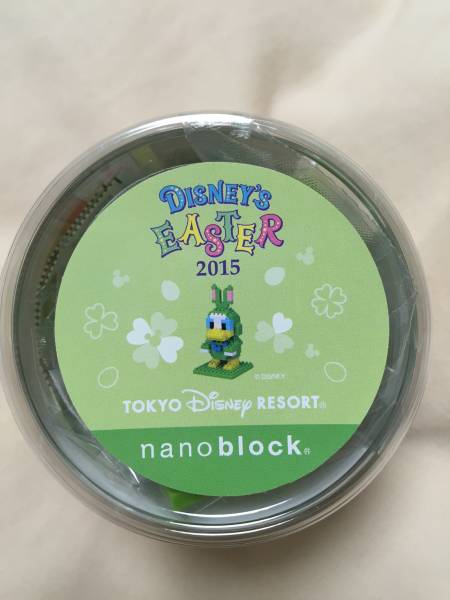 DISNEY'S
EASTER
2015
© DISNEY
TOKYO Disney RESORT®
nanoblock®